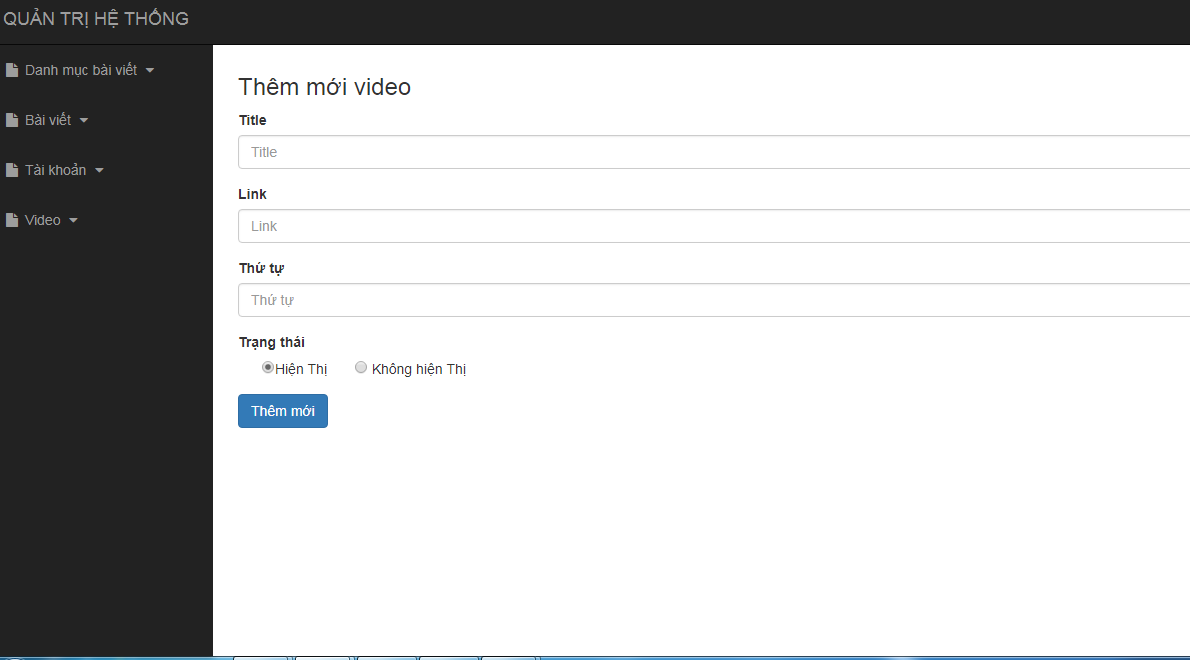 QUẢN TRỊ HỆ THỐNG
Danh mục bài viết
Bài viết
Tài khoản
Video
Thêm mới video
Title
Title
Link
Link
Thứ tự
Thứ tự
Trạng thái
Hiện Thị
Không hiện Thị
Thêm mới